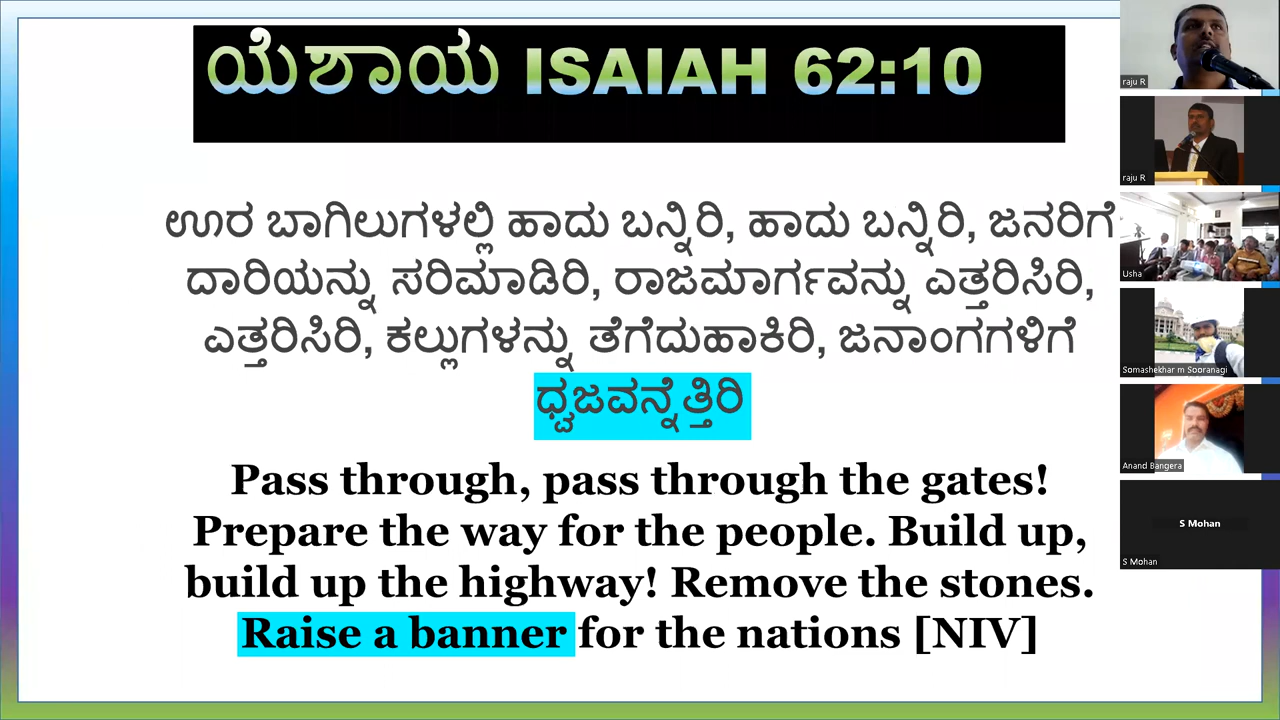 ಯೆಶಾಯ ISAIAH 62:10
ಊರ ಬಾಗಿಲುಗಳಲ್ಲಿ ಹಾದು ಬನ್ನಿರಿ, ಹಾದು ಬನ್ನಿರಿ, ಜನರಿಗೆ
ದಾರಿಯನ್ನು ಸರಿಮಾಡಿರಿ, ರಾಜಮಾರ್ಗವನ್ನು ಎತ್ತರಿಸಿರಿ,
ಎತ್ತರಿಸಿರಿ, ಕಲ್ಲುಗಳನ್ನು ತೆಗೆದುಹಾಕಿರಿ, ಜನಾಂಗಗಳಿಗೆ
ಧ್ವಜವನ್ನೆತ್ತಿರಿ
Pass through, pass through the gates!
Prepare the way for the people. Build up,
build up the highway! Remove the stones.
Raise a banner for the nations [NIV]
raju R
raju R
Usha
Somashekhar m Sooranagi
Anand Bangera
S Mohan
S Mohan